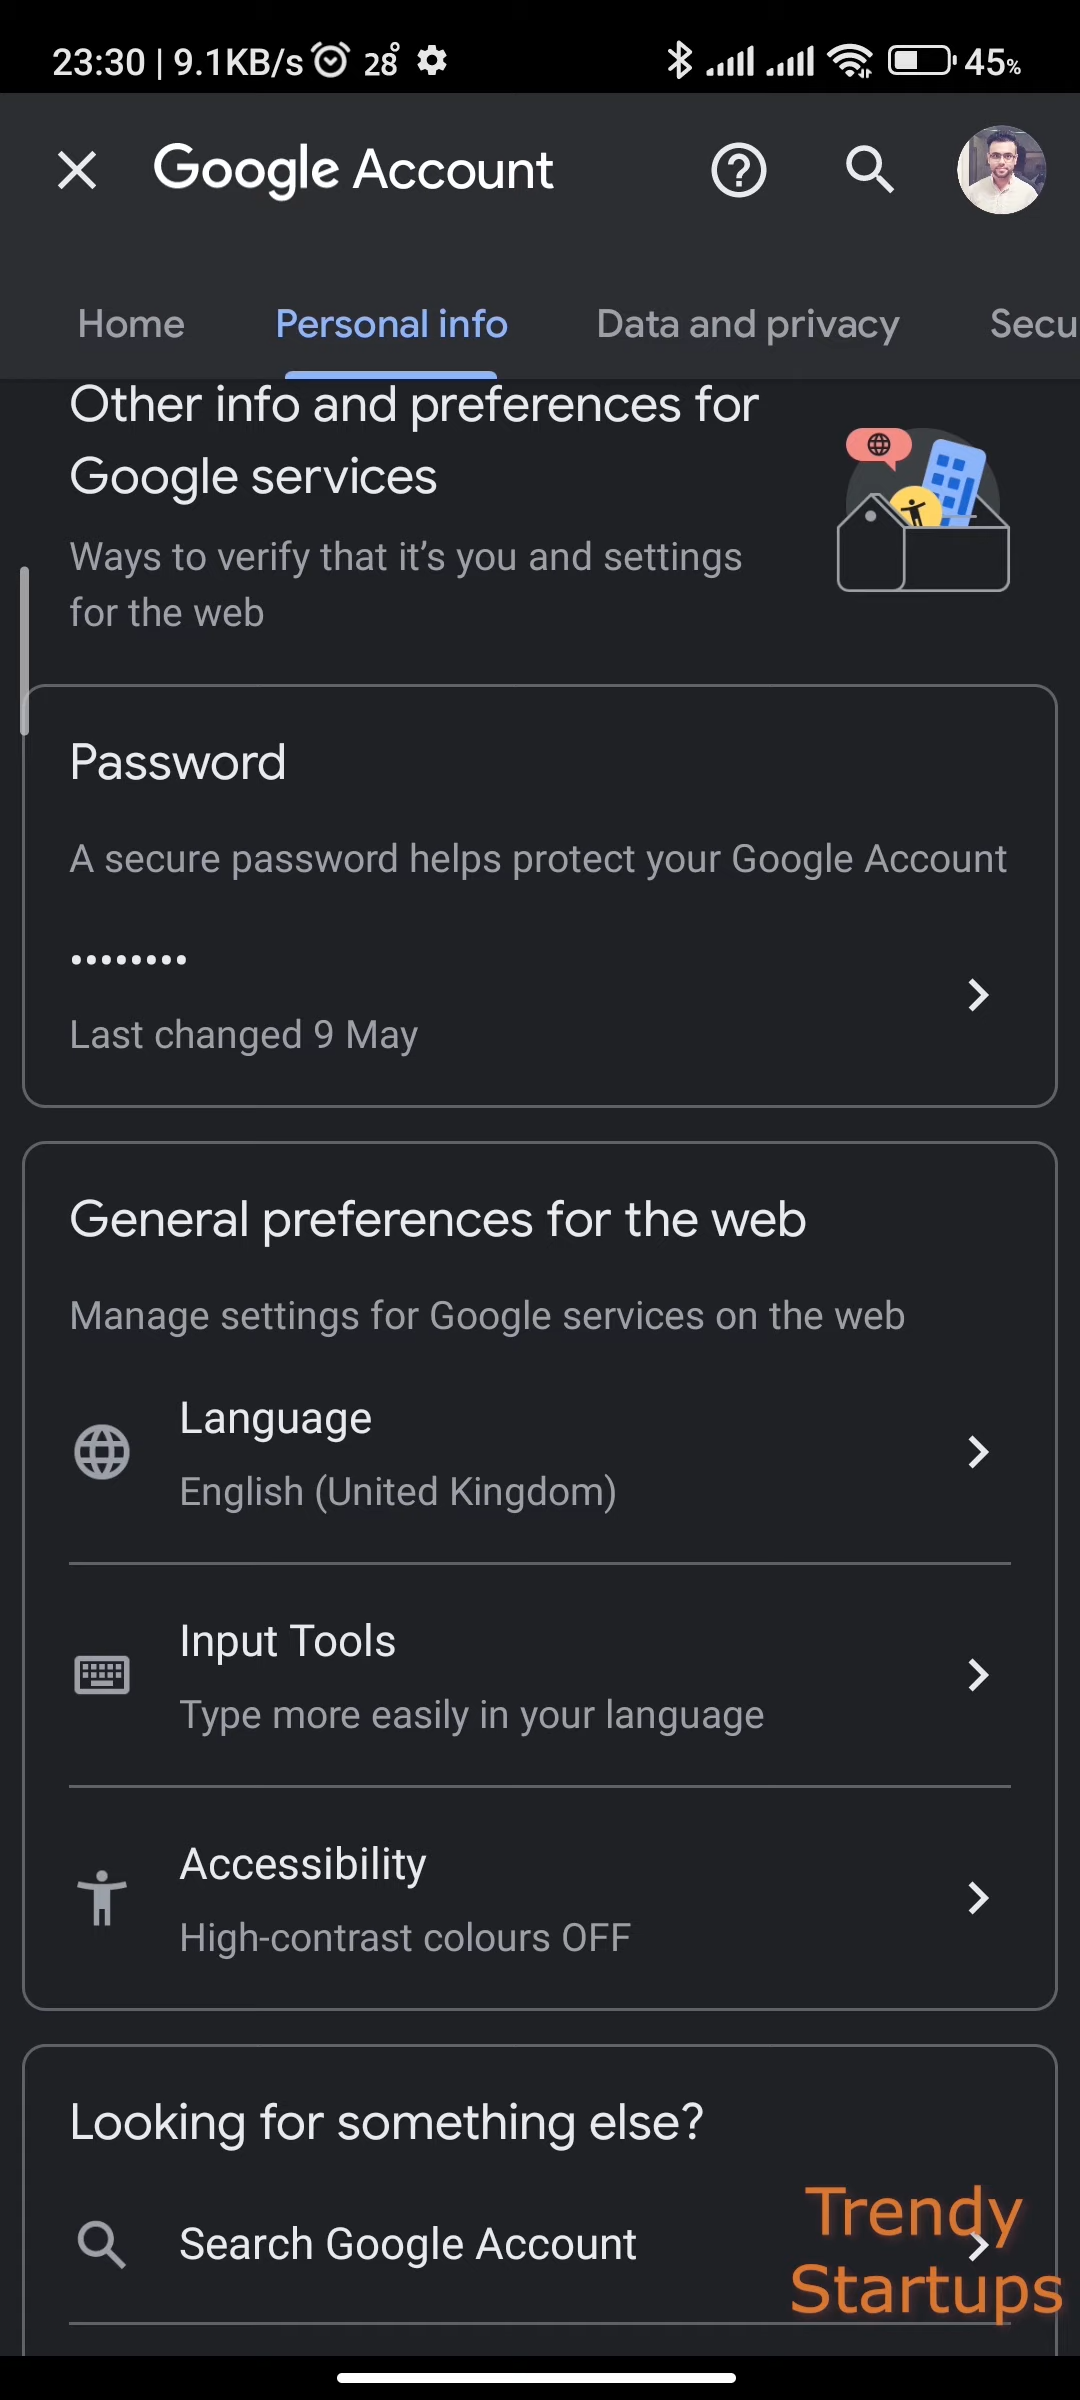 23:30 | 9.1KB/s 28° 45%
Google Account
Home Personal info Data and privacy Secu
Other info and preferences for
Google services
Ways to verify that it’s you and settings
for the web
Password
A secure password helps protect your Google Account
••••••••
Last changed 9 May
General preferences for the web
Manage settings for Google services on the web
Language
English (United Kingdom)
Input Tools
Type more easily in your language
Accessibility
High-contrast colours OFF
Looking for something else?
Search Google Account
Trendy
Startups